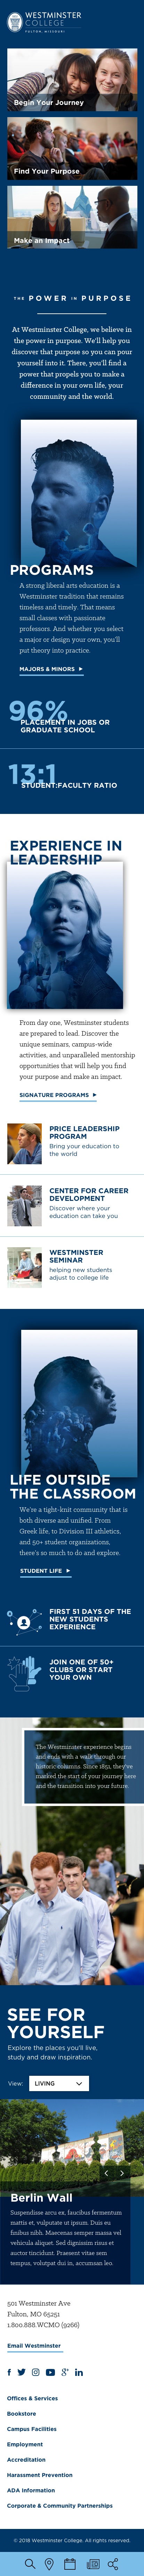 WESTMINSTER
COLLEGE
FULTON, MISSOURI
Begin Your Journey
Find Your Purpose
Make an Impact
THE POWER IN PURPOSE
At Westminster College, we believe in
the power in purpose. We'll help you
discover that purpose so you can pour
yourself into it. There, you'll find a
power that propels you to make a
difference in your own life, your
community and the world.
PROGRAMS
A strong liberal arts education is a
Westminster tradition that remains
timeless and timely. That means
small classes with passionate
professors. And whether you select
a major or design your own, you'll
put theory into practice.
MAJORS & MINORS
96%
PLACEMENT IN JOBS OR
GRADUATE SCHOOL
13:1
STUDENT:FACULTY RATIO
EXPERIENCE IN
LEADERSHIP
From day one, Westminster students
are prepared to lead. Discover the
unique seminars, campus-wide
activities, and unparalleled mentorship
opportunities that will help you find
your purpose and make an impact.
SIGNATURE PROGRAMS
PRICE LEADERSHIP
PROGRAM
Bring your education to
the world
CENTER FOR CAREER
DEVELOPMENT
Discover where your
education can take you
WESTMINSTER
SEMINAR
helping new students
adjust to college life
LIFE OUTSIDE
THE CLASSROOM
We're a tight-knit community that is
both diverse and unified. From
Greek life, to Division III athletics,
and 50+ student organizations,
there's so much to do and explore.
STUDENT LIFE
FIRST 51 DAYS OF THE
NEW STUDENTS
EXPERIENCE
JOIN ONE OF 50+
CLUBS OR START
YOUR OWN
The Westminster experience begins
and ends with a walk through our
historic columns. Since 1851, they've
marked the start of your journey here
and the transition into your future.
SEE FOR
YOURSELF
Explore the places you'll live,
study and draw inspiration.
View: LIVING
Berlin Wall
Suspendisse arcu ex, faucibus fermentum
mattis et, vulputate ut ipsum. Duis eu
finibus nibh. Maecenas semper massa vel
vehicula aliquet. Sed dignissim risus et
auctor tincidunt. Praesent vitae sem
tempus, volutpat dui in, accumsan leo.
501 Westminster Ave
Fulton, MO 65251
1.800.888.WCMO (9266)
Email Westminster
Offices & Services
Bookstore
Campus Facilities
Employment
Accreditation
Harassment Prevention
ADA Information
Corporate & Community Partnerships
© 2018 Westminster College. All rights reserved.